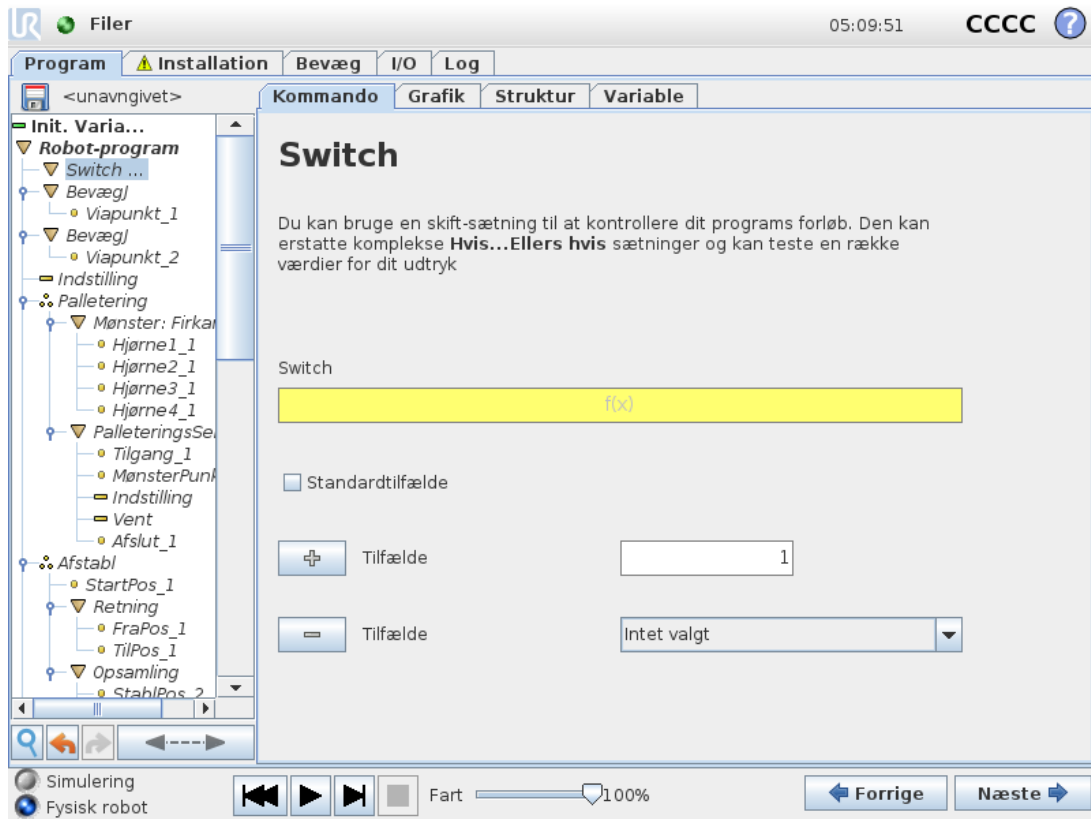 UR Filer 05:09:51 CCCC ?
Program Installation Bevæg I/O Log
<unavngivet> Kommando Grafik Struktur Variable
Init. Varia...
Robot-program
Switch ...
BevægJ
Viapunkt_1
BevægJ
Viapunkt_2
Indstilling
Palletering
Mønster: Firkan
Hjørne1_1
Hjørne2_1
Hjørne3_1
Hjørne4_1
PalleteringsSe
Tilgang_1
MønsterPunk
Indstilling
Vent
Afslut_1
Afstabl
StartPos_1
Retning
FraPos_1
TilPos_1
Opsamling
StablPos_2
Switch
Du kan bruge en skift-sætning til at kontrollere dit programs forløb. Den kan
erstatte komplekse Hvis...Ellers hvis sætninger og kan teste en række
værdier for dit udtryk
Switch
f(x)
Standardtilfælde
Tilfælde 1
Tilfælde Intet valgt
Simulering
Fysisk robot
Fart 100%
Forrige Næste